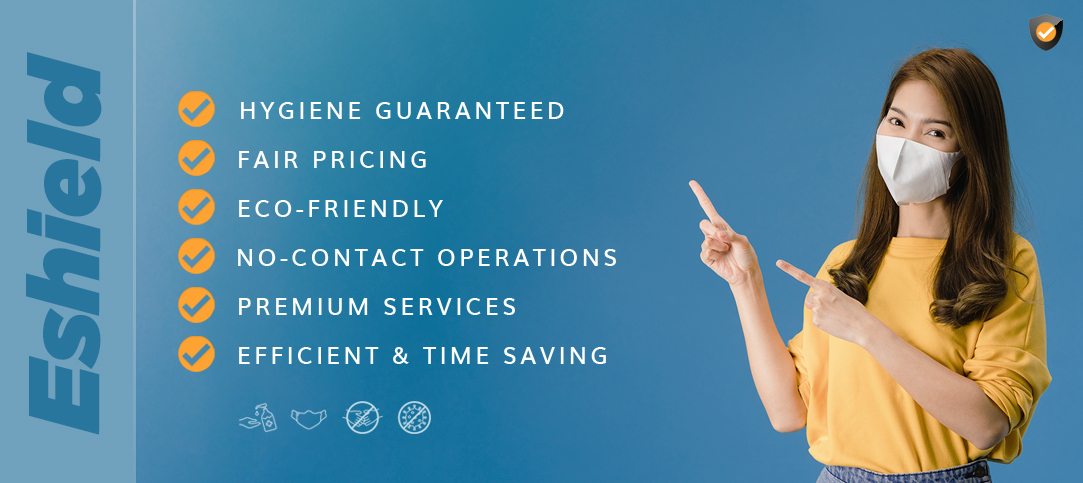 Eshield
HYGIENE GUARANTEED
FAIR PRICING
ECO-FRIENDLY
NO-CONTACT OPERATIONS
PREMIUM SERVICES
EFFICIENT & TIME SAVING